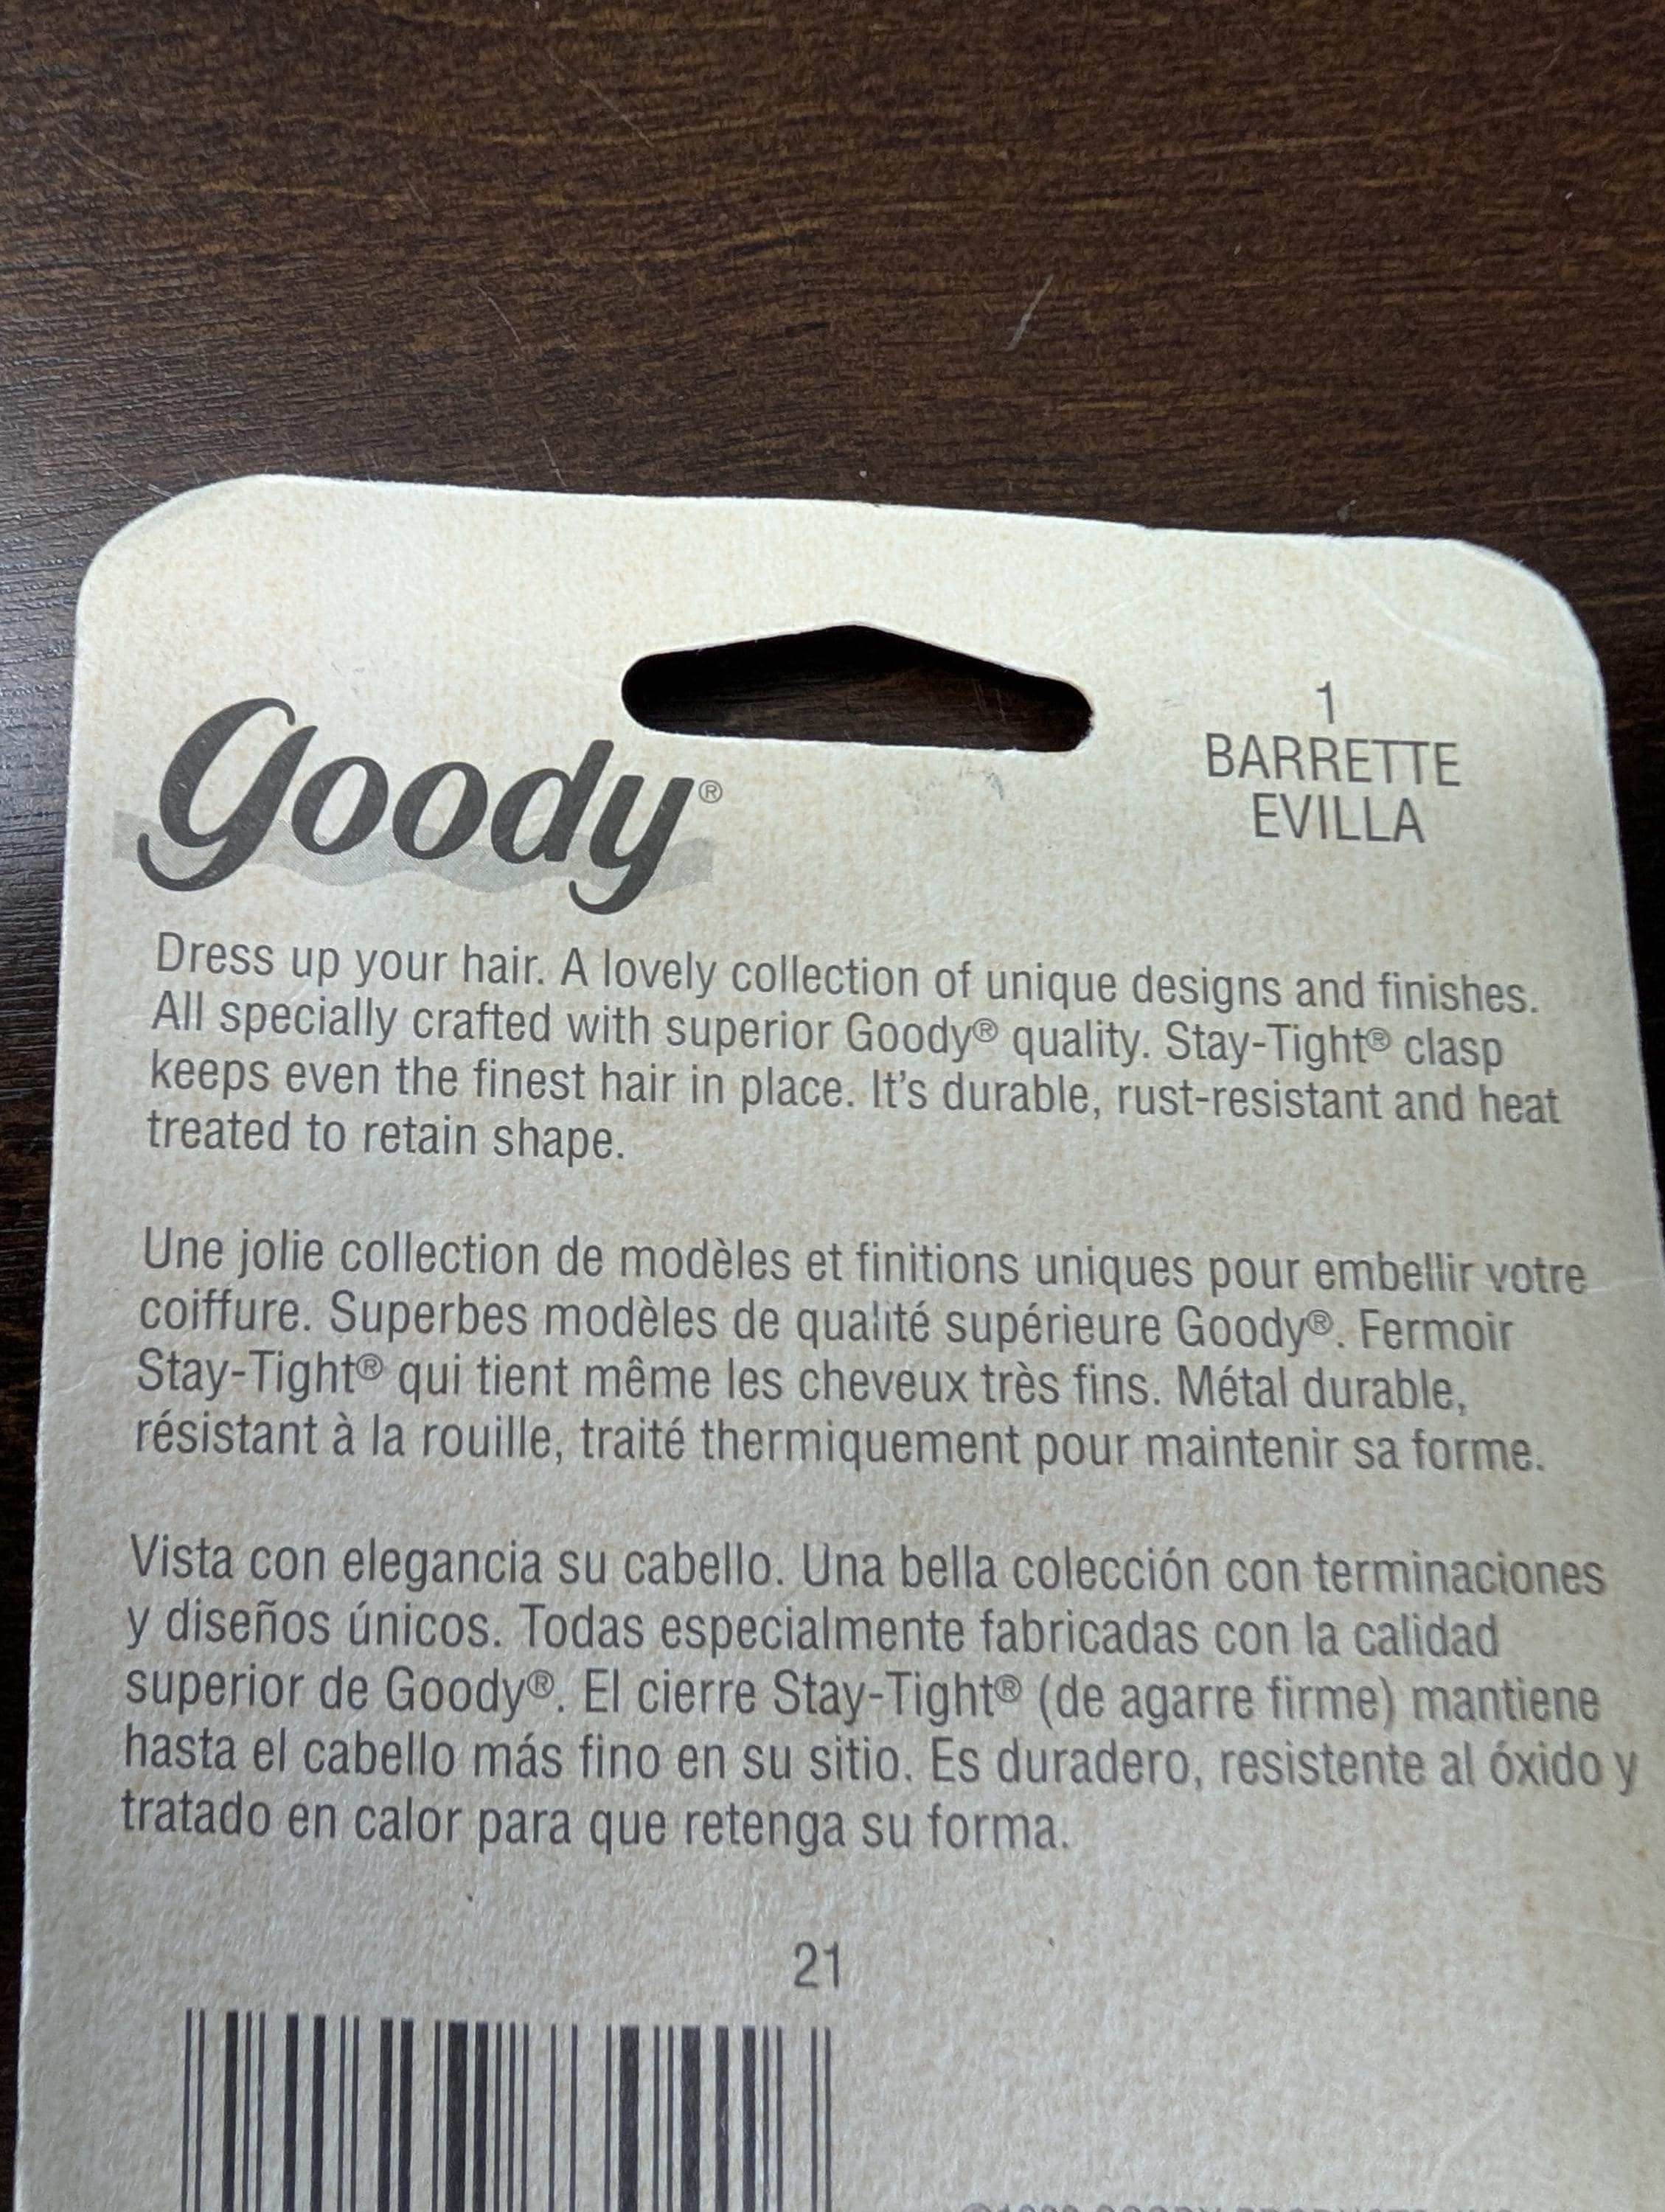 goody®
1
BARRETTE
EVILLA
Dress up your hair. A lovely collection of unique designs and finishes.
All specially crafted with superior Goody® quality. Stay-Tight® clasp
keeps even the finest hair in place. It's durable, rust-resistant and heat
treated to retain shape.
Une jolie collection de modèles et finitions uniques pour embellir votre
coiffure. Superbes modèles de qualité supérieure Goody®. Fermoir
Stay-Tight® qui tient même les cheveux très fins. Métal durable,
résistant à la rouille, traité thermiquement pour maintenir sa forme.
Vista con elegancia su cabello. Una bella colección con terminaciones
y diseños únicos. Todas especialmente fabricadas con la calidad
superior de Goody®. El cierre Stay-Tight® (de agarre firme) mantiene
hasta el cabello más fino en su sitio. Es duradero, resistente al óxido y
tratado en calor para que retenga su forma.
21